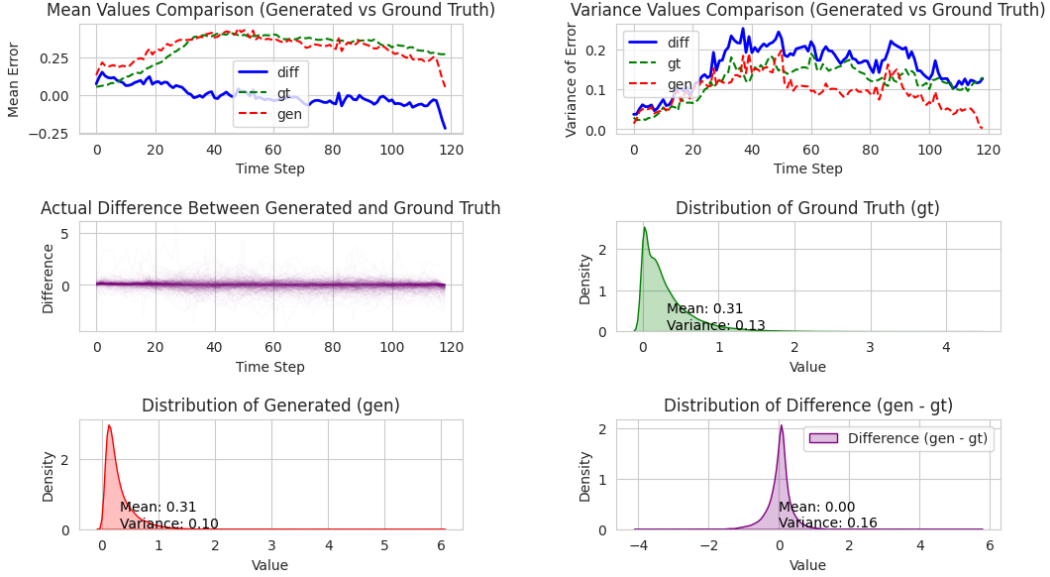 Mean Values Comparison (Generated vs Ground Truth)
Mean Error
0.25
0.00
−0.25
diff
gt
gen
0 20 40 60 80 100 120
Time Step
Variance Values Comparison (Generated vs Ground Truth)
Variance of Error
0.2
0.1
0.0
diff
gt
gen
0 20 40 60 80 100 120
Time Step
Actual Difference Between Generated and Ground Truth
Difference
5
0
0 20 40 60 80 100 120
Time Step
Distribution of Ground Truth (gt)
Density
2
1
0
Mean: 0.31
Variance: 0.13
0 1 2 3 4
Value
Distribution of Generated (gen)
Density
2
0
Mean: 0.31
Variance: 0.10
0 1 2 3 4 5 6
Value
Distribution of Difference (gen - gt)
Density
2
1
0
Difference (gen - gt)
Mean: 0.00
Variance: 0.16
−4 −2 0 2 4 6
Value